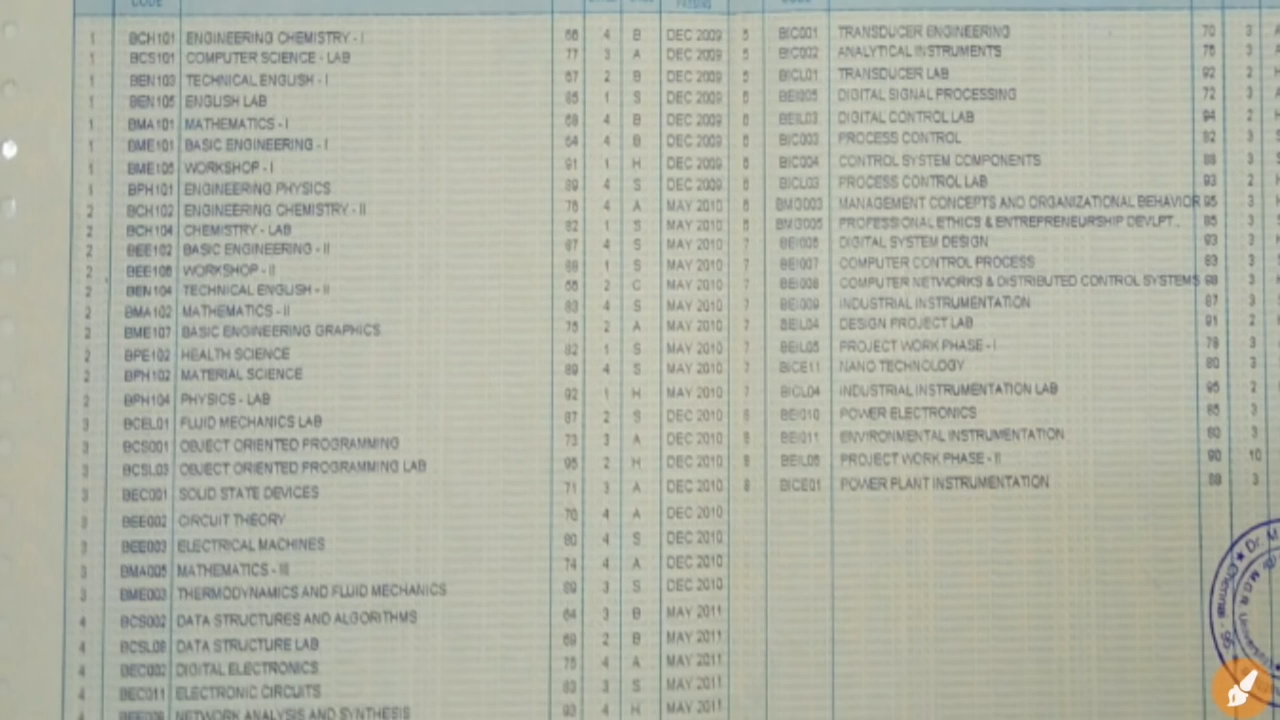 CODE
1 BCH101 ENGINEERING CHEMISTRY - I 66 4 B DEC 2009
1 BCS101 COMPUTER SCIENCE - LAB 77 3 A DEC 2009
1 BEN103 TECHNICAL ENGLISH - I 67 2 B DEC 2009
1 BEN105 ENGLISH LAB 85 1 S DEC 2009
1 BMA101 MATHEMATICS - I 68 4 B DEC 2009
1 BME101 BASIC ENGINEERING - I 64 4 B DEC 2009
1 BME105 WORKSHOP - I 91 1 H DEC 2009
1 BPH101 ENGINEERING PHYSICS 89 4 S DEC 2009
2 BCH102 ENGINEERING CHEMISTRY - II 76 4 A MAY 2010
2 BCH104 CHEMISTRY - LAB 82 1 S MAY 2010
2 BEE102 BASIC ENGINEERING - II 87 4 S MAY 2010
2 BEE106 WORKSHOP - II 88 1 S MAY 2010
2 BEN104 TECHNICAL ENGLISH - II 2 C MAY 2010
2 BMA102 MATHEMATICS - II 83 4 S MAY 2010
2 BME107 BASIC ENGINEERING GRAPHICS 75 2 A MAY 2010
2 BPE102 HEALTH SCIENCE 82 1 S MAY 2010
2 BPH102 MATERIAL SCIENCE 89 4 S MAY 2010
2 BPH104 PHYSICS - LAB 92 1 H MAY 2010
3 BCEL01 FLUID MECHANICS LAB 87 2 S DEC 2010
3 BCS001 OBJECT ORIENTED PROGRAMMING 73 3 A DEC 2010
3 BCSL03 OBJECT ORIENTED PROGRAMMING LAB 95 2 H DEC 2010
3 BEC001 SOLID STATE DEVICES 71 3 A DEC 2010
3 BEE002 CIRCUIT THEORY 70 4 A DEC 2010
3 BEE003 ELECTRICAL MACHINES 80 4 S DEC 2010
3 BMA005 MATHEMATICS - III 74 4 A DEC 2010
3 BME003 THERMODYNAMICS AND FLUID MECHANICS 89 3 S DEC 2010
4 BCS002 DATA STRUCTURES AND ALGORITHMS 64 3 B MAY 2011
4 DATA STRUCTURE LAB 69 2 B MAY 2011
4 BEC002 DIGITAL ELECTRONICS 75 4 A MAY 2011
4 BEC011 ELECTRONIC CIRCUITS 83 3 S MAY 2011
4 NETWORK ANALYSIS AND SYNTHESIS 93 4 H MAY 2011
5 BIC001 TRANSDUCER ENGINEERING 70 3
5 BIC002 ANALYTICAL INSTRUMENTS 75 3
5 BICL01 TRANSDUCER LAB 92 2
6 BEI005 DIGITAL SIGNAL PROCESSING 72 3
6 BEIL03 DIGITAL CONTROL LAB 94 2
6 BIC003 PROCESS CONTROL 82 3
6 BIC004 CONTROL SYSTEM COMPONENTS 3
6 BICL03 PROCESS CONTROL LAB 93 2
6 BMG003 MANAGEMENT CONCEPTS AND ORGANIZATIONAL BEHAVIOR 95 3
6 BMG005 PROFESSIONAL ETHICS & ENTREPRENEURSHIP DEVLPT. 3
7 BEI006 DIGITAL SYSTEM DESIGN 93 3
7 BEI007 COMPUTER CONTROL PROCESS 83 3
7 BEI008 COMPUTER NETWORKS & DISTRIBUTED CONTROL SYSTEMS 3
7 BEI009 INDUSTRIAL INSTRUMENTATION 87 3
7 BEIL04 DESIGN PROJECT LAB 91 2
7 BEIL05 PROJECT WORK PHASE - I 3
7 BICE11 NANO TECHNOLOGY 80 3
7 BICL04 INDUSTRIAL INSTRUMENTATION LAB 95 2
8 BEI010 POWER ELECTRONICS 85 3
8 BEI011 ENVIRONMENTAL INSTRUMENTATION 80 3
8 BEIL06 PROJECT WORK PHASE - II 90 10
8 BICE01 POWER PLANT INSTRUMENTATION 3
Dr. M
Chennai - 95